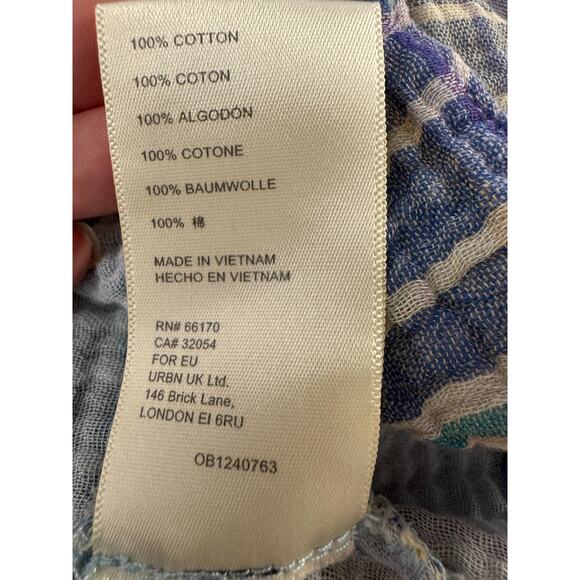 100% COTTON
100% COTON
100% ALGODÓN
100% COTONE
100% BAUMWOLLE
100% 棉
MADE IN VIETNAM
HECHO EN VIETNAM
RN# 66170
CA# 32054
FOR EU
URBN UK Ltd.
146 Brick Lane,
LONDON EI 6RU
OB1240763